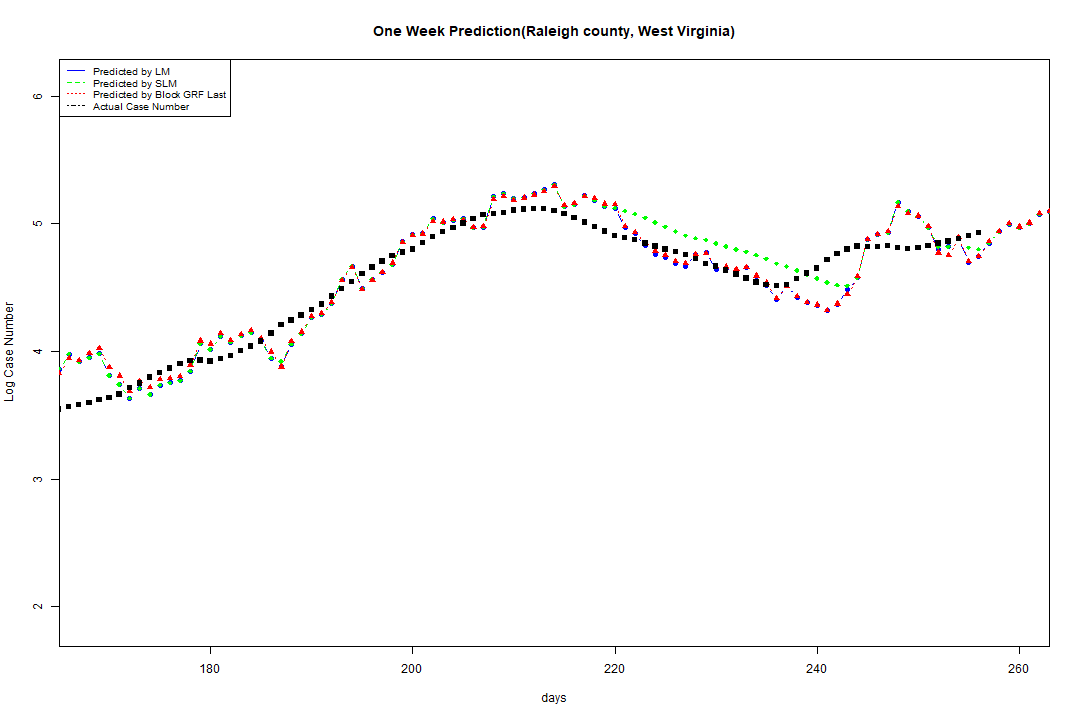 One Week Prediction(Raleigh county, West Virginia)
Predicted by LM
Predicted by SLM
Predicted by Block GRF Last
Actual Case Number
6
5
4
3
2
Log Case Number
180 200 220 240 260
days